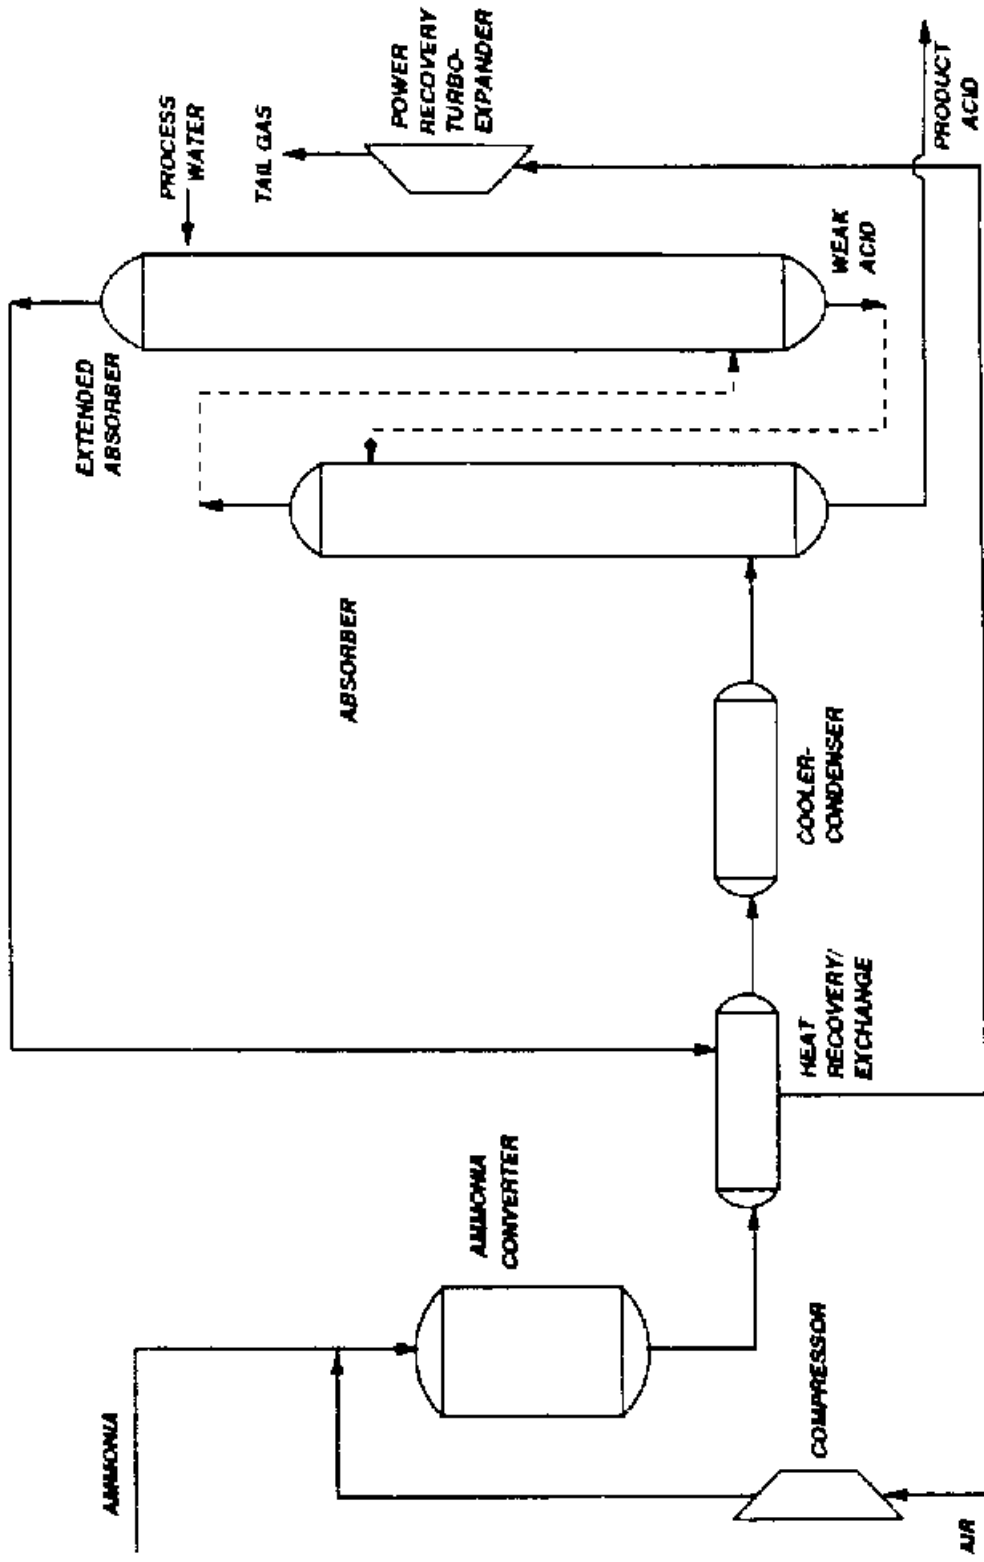 AMMONIA
AIR
COMPRESSOR
AMMONIA
CONVERTER
HEAT
RECOVERY/
EXCHANGE
COOLER-
CONDENSER
ABSORBER
EXTENDED
ABSORBER
PROCESS
WATER
TAIL GAS
POWER
RECOVERY
TURBO-
EXPANDER
WEAK
ACID
PRODUCT
ACID